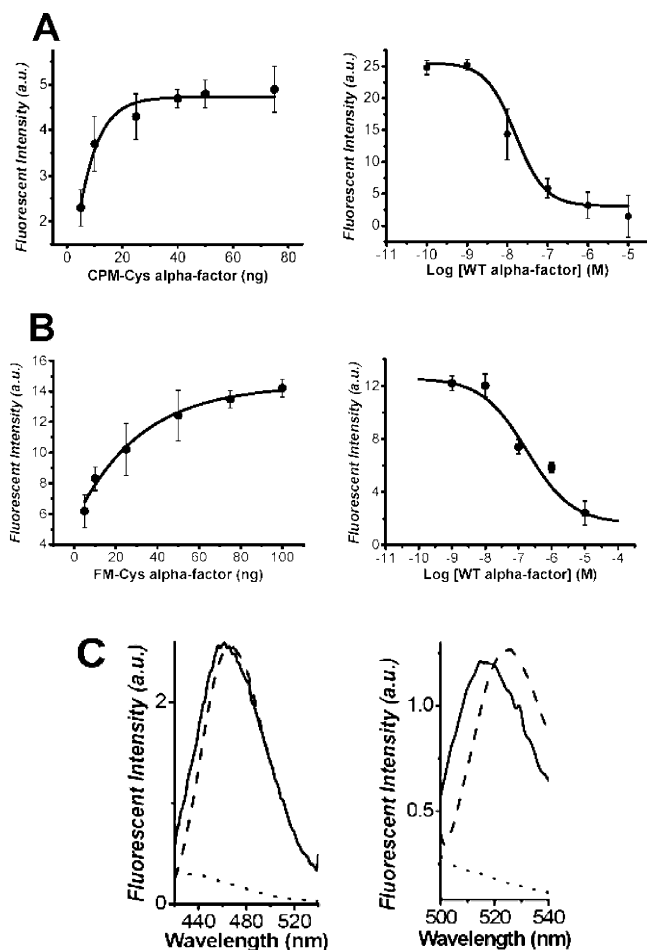 A
Fluorescent Intensity (a.u.)
5
4
3
2
0 20 40 60 80
CPM-Cys alpha-factor (ng)
Fluorescent Intensity (a.u.)
25
20
15
10
5
0
-11 -10 -9 -8 -7 -6 -5
Log [WT alpha-factor] (M)
B
Fluorescent Intensity (a.u.)
16
14
12
10
8
6
4
0 20 40 60 80 100
FM-Cys alpha-factor (ng)
Fluorescent Intensity (a.u.)
12
9
6
3
0
-11 -10 -9 -8 -7 -6 -5 -4
Log [WT alpha-factor] (M)
C
Fluorescent Intensity (a.u.)
2
0
440 480 520
Wavelength (nm)
Fluorescent Intensity (a.u.)
1.0
0.5
500 520 540
Wavelength (nm)